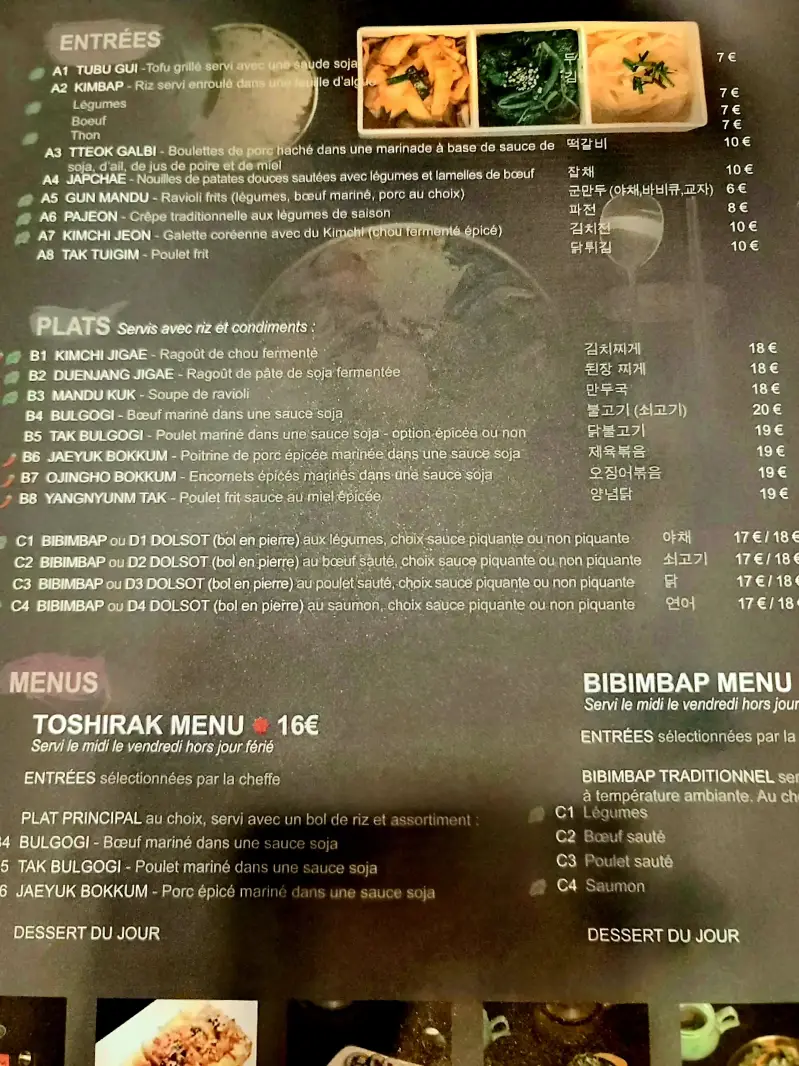 ENTRÉES
A1 TUBU GUI -Tofu grillé servi avec une saude soja 두 7 €
A2 KIMBAP - Riz servi enroulé dans une feuille d'algue 김
Légumes 7 €
Boeuf 7 €
Thon 7 €
A3 TTEOK GALBI - Boulettes de porc haché dans une marinade à base de sauce de 떡갈비 10 €
soja, d'ail, de jus de poire et de miel
A4 JAPCHAE - Nouilles de patates douces sautées avec légumes et lamelles de bœuf 잡채 10 €
A5 GUN MANDU - Ravioli frits (légumes, bœuf mariné, porc au choix) 군만두 (야채,바비큐,교자) 6 €
A6 PAJEON - Crêpe traditionnelle aux légumes de saison 파전 8 €
A7 KIMCHI JEON - Galette coréenne avec du Kimchi (chou fermenté épicé) 김치전 10 €
A8 TAK TUIGIM - Poulet frit 닭튀김 10 €
PLATS Servis avec riz et condiments :
B1 KIMCHI JIGAE - Ragoût de chou fermenté 김치찌게 18 €
B2 DUENJANG JIGAE - Ragoût de pâte de soja fermentée 된장 찌게 18 €
B3 MANDU KUK - Soupe de ravioli 만두국 18 €
B4 BULGOGI - Bœuf mariné dans une sauce soja 불고기 (쇠고기) 20 €
B5 TAK BULGOGI - Poulet mariné dans une sauce soja - option épicée ou non 닭불고기 19 €
B6 JAEYUK BOKKUM - Poitrine de porc épicée marinée dans une sauce soja 제육볶음 19 €
B7 OJINGHO BOKKUM - Encornets épicés marinés dans une sauce soja 오징어볶음 19 €
B8 YANGNYUNM TAK - Poulet frit sauce au miel épicée 양념닭 19 €
C1 BIBIMBAP ou D1 DOLSOT (bol en pierre) aux légumes, choix sauce piquante ou non piquante 야채 17 € / 18 €
C2 BIBIMBAP ou D2 DOLSOT (bol en pierre) au bœuf sauté, choix sauce piquante ou non piquante 쇠고기 17 € / 18 €
C3 BIBIMBAP ou D3 DOLSOT (bol en pierre) au poulet sauté, choix sauce piquante ou non piquante 닭 17 € / 18 €
C4 BIBIMBAP ou D4 DOLSOT (bol en pierre) au saumon, choix sauce piquante ou non piquante 연어 17 € / 18 €
MENUS
TOSHIRAK MENU 16€
Servi le midi le vendredi hors jour férié
ENTRÉES sélectionnées par la cheffe
PLAT PRINCIPAL au choix, servi avec un bol de riz et assortiment :
B4 BULGOGI - Bœuf mariné dans une sauce soja
5 TAK BULGOGI - Poulet mariné dans une sauce soja
6 JAEYUK BOKKUM - Porc épicé mariné dans une sauce soja
DESSERT DU JOUR
BIBIMBAP MENU
Servi le midi le vendredi hors jour
ENTRÉES sélectionnées par la
BIBIMBAP TRADITIONNEL ser
à température ambiante. Au cho
C1 Légumes
C2 Bœuf sauté
C3 Poulet sauté
C4 Saumon
DESSERT DU JOUR